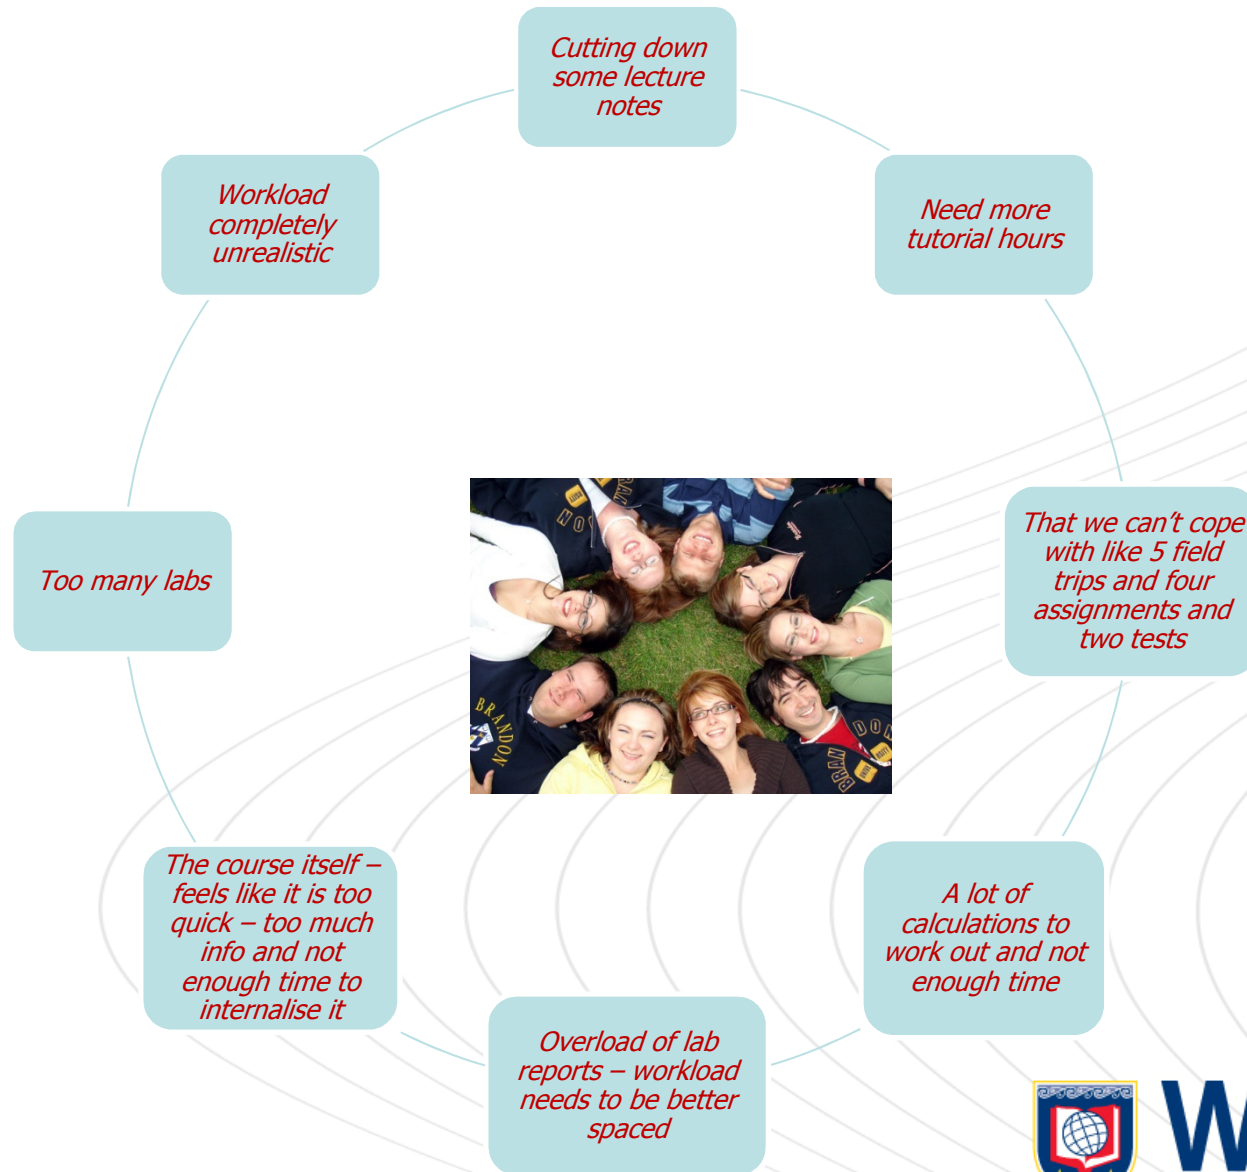 Cutting down
some lecture
notes
Need more
tutorial hours
That we can't cope
with like 5 field
trips and four
assignments and
two tests
A lot of
calculations to
work out and not
enough time
Overload of lab
reports – workload
needs to be better
spaced
The course itself –
feels like it is too
quick – too much
info and not
enough time to
internalise it
Too many labs
Workload
completely
unrealistic
BRANDON
BRAN DON
W